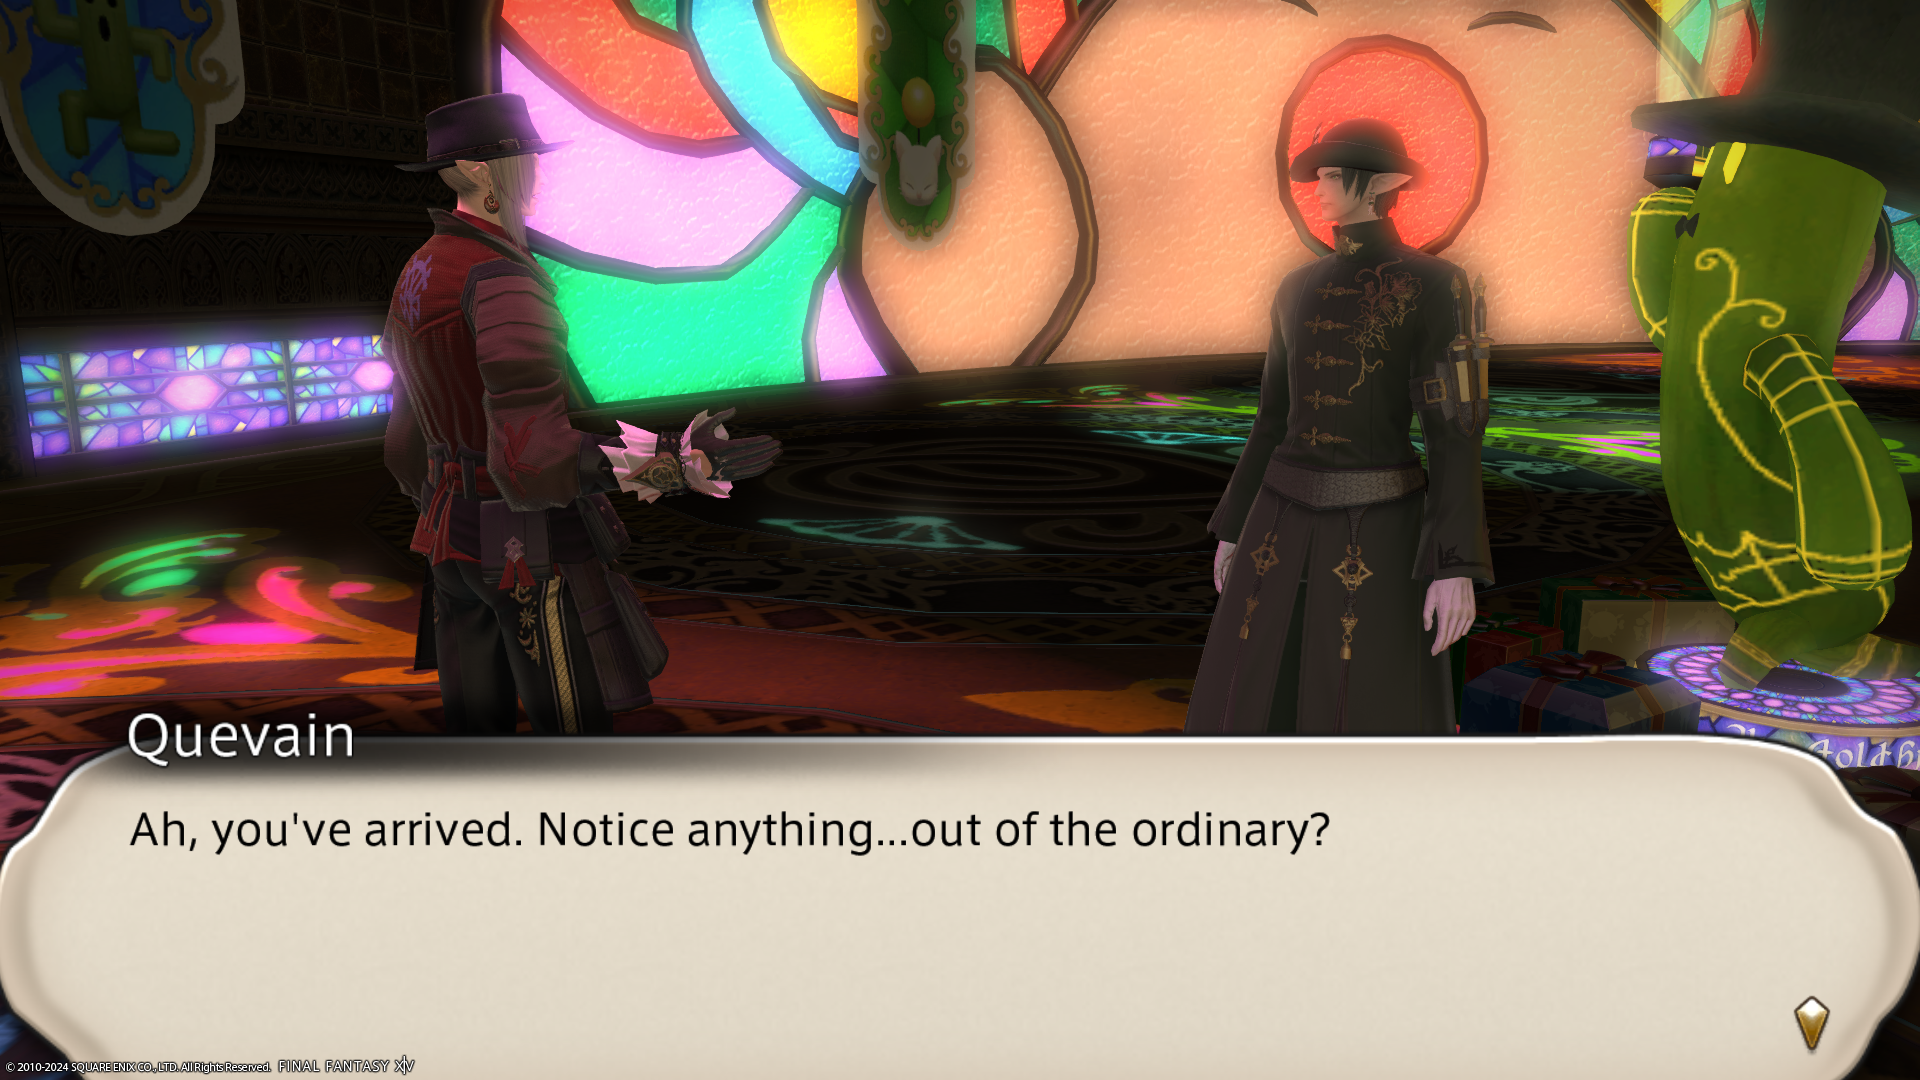 Quevain
Ah, you've arrived. Notice anything...out of the ordinary?
© 2010-2024 SQUARE ENIX CO., LTD. All Rights Reserved. FINAL FANTASY XIV